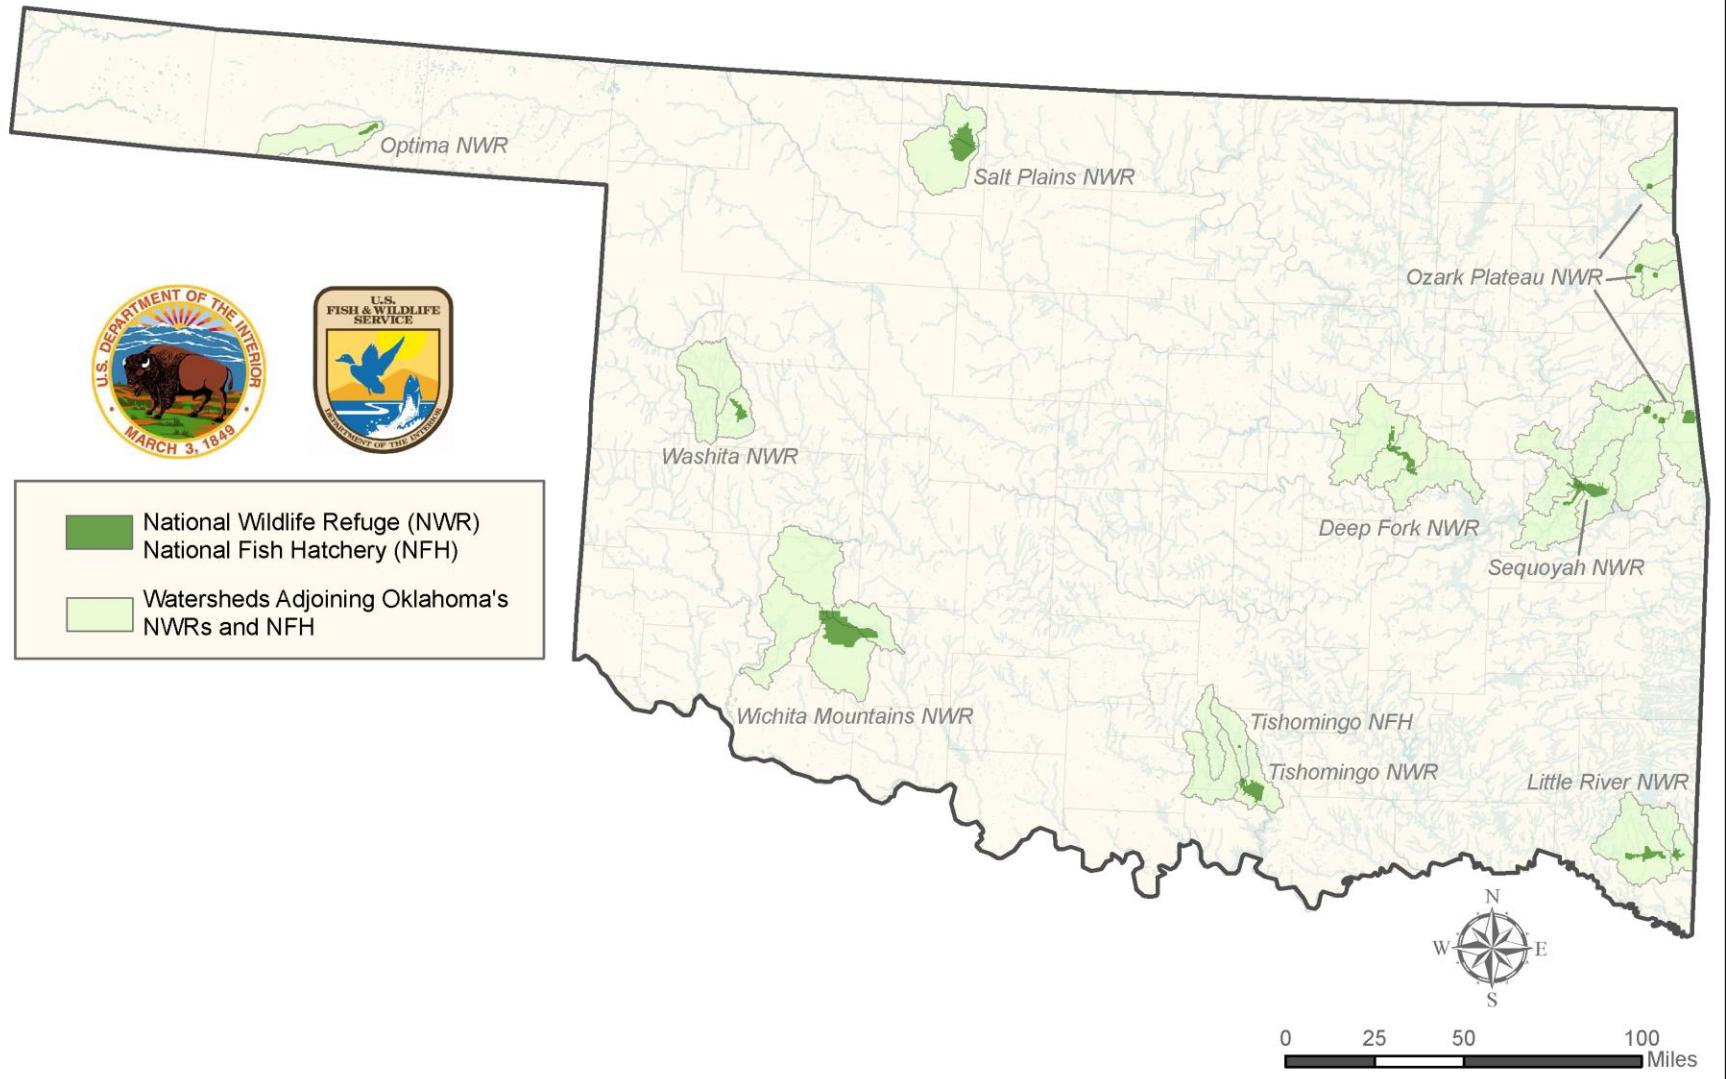 Optima NWR
Salt Plains NWR
Ozark Plateau NWR
U.S. DEPARTMENT OF THE INTERIOR
MARCH 3, 1849
U.S.
FISH & WILDLIFE
SERVICE
DEPARTMENT OF THE INTERIOR
Washita NWR
National Wildlife Refuge (NWR)
National Fish Hatchery (NFH)
Watersheds Adjoining Oklahoma's
NWRs and NFH
Deep Fork NWR
Sequoyah NWR
Wichita Mountains NWR
Tishomingo NFH
Tishomingo NWR
Little River NWR
N
W
E
S
0 25 50 100
Miles